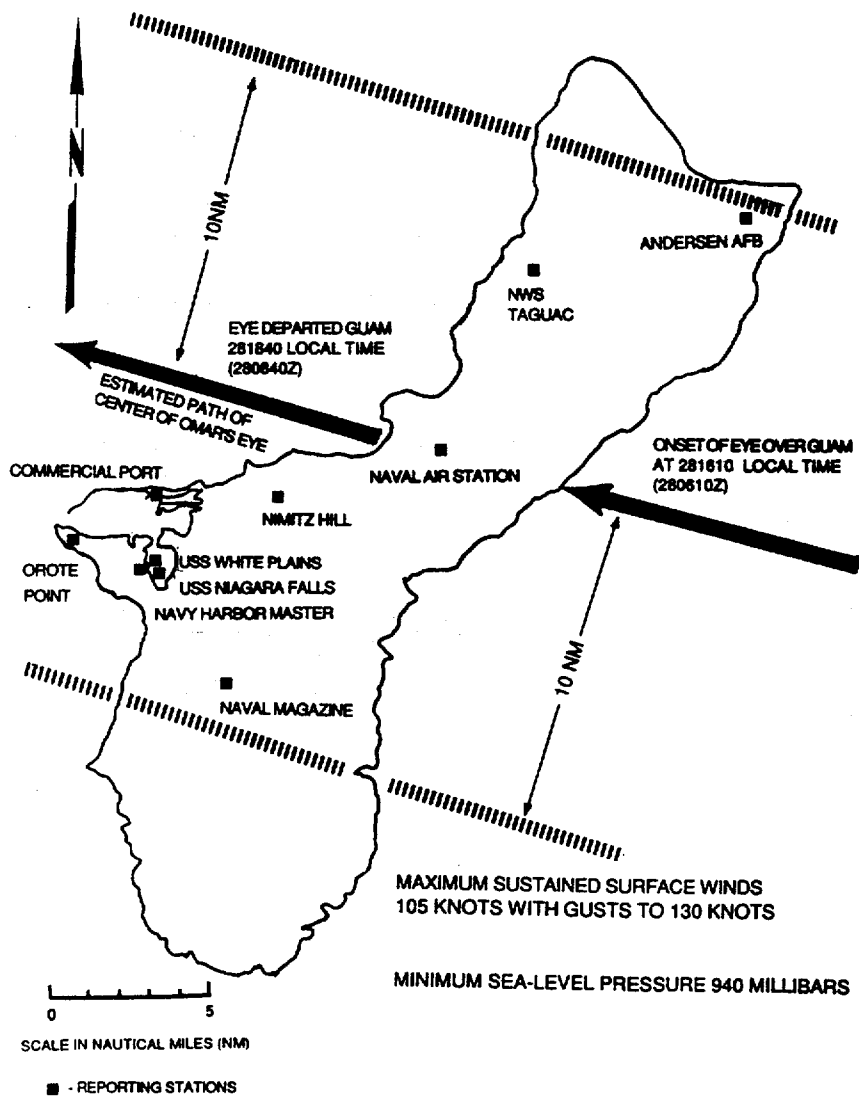 N
10NM
ANDERSEN AFB
NWS
TAGUAC
EYE DEPARTED GUAM
281840 LOCAL TIME
(280840Z)
ESTIMATED PATH OF
CENTER OF OMAR'S EYE
ONSET OF EYE OVER GUAM
AT 281610 LOCAL TIME
(280610Z)
NAVAL AIR STATION
COMMERCIAL PORT
NIMITZ HILL
OROTE
POINT
USS WHITE PLAINS
USS NIAGARA FALLS
NAVY HARBOR MASTER
10 NM
NAVAL MAGAZINE
MAXIMUM SUSTAINED SURFACE WINDS
105 KNOTS WITH GUSTS TO 130 KNOTS
MINIMUM SEA-LEVEL PRESSURE 940 MILLIBARS
0 5
SCALE IN NAUTICAL MILES (NM)
- REPORTING STATIONS